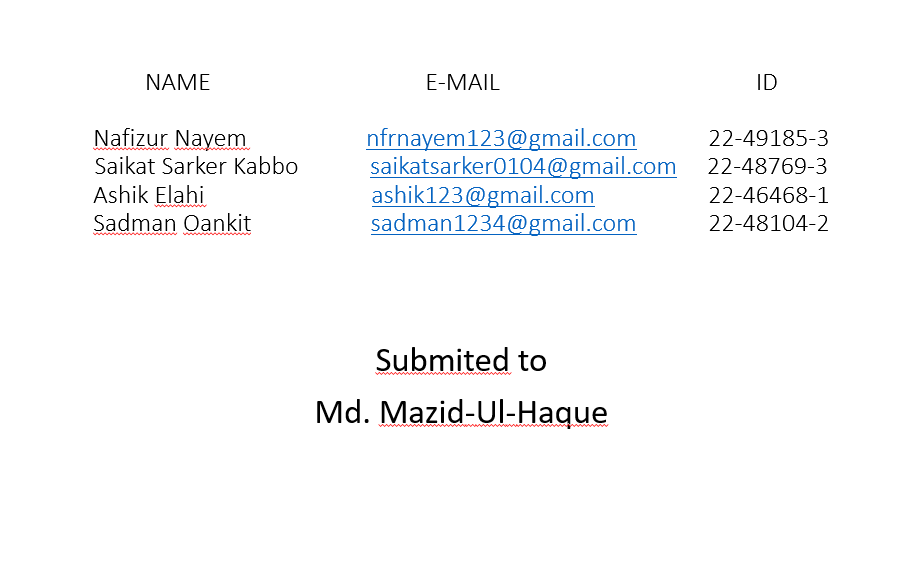 NAME E-MAIL ID
Nafizur Nayem nfrnayem123@gmail.com 22-49185-3
Saikat Sarker Kabbo saikatsarker0104@gmail.com 22-48769-3
Ashik Elahi ashik123@gmail.com 22-46468-1
Sadman Oankit sadman1234@gmail.com 22-48104-2
Submited to
Md. Mazid-Ul-Haque